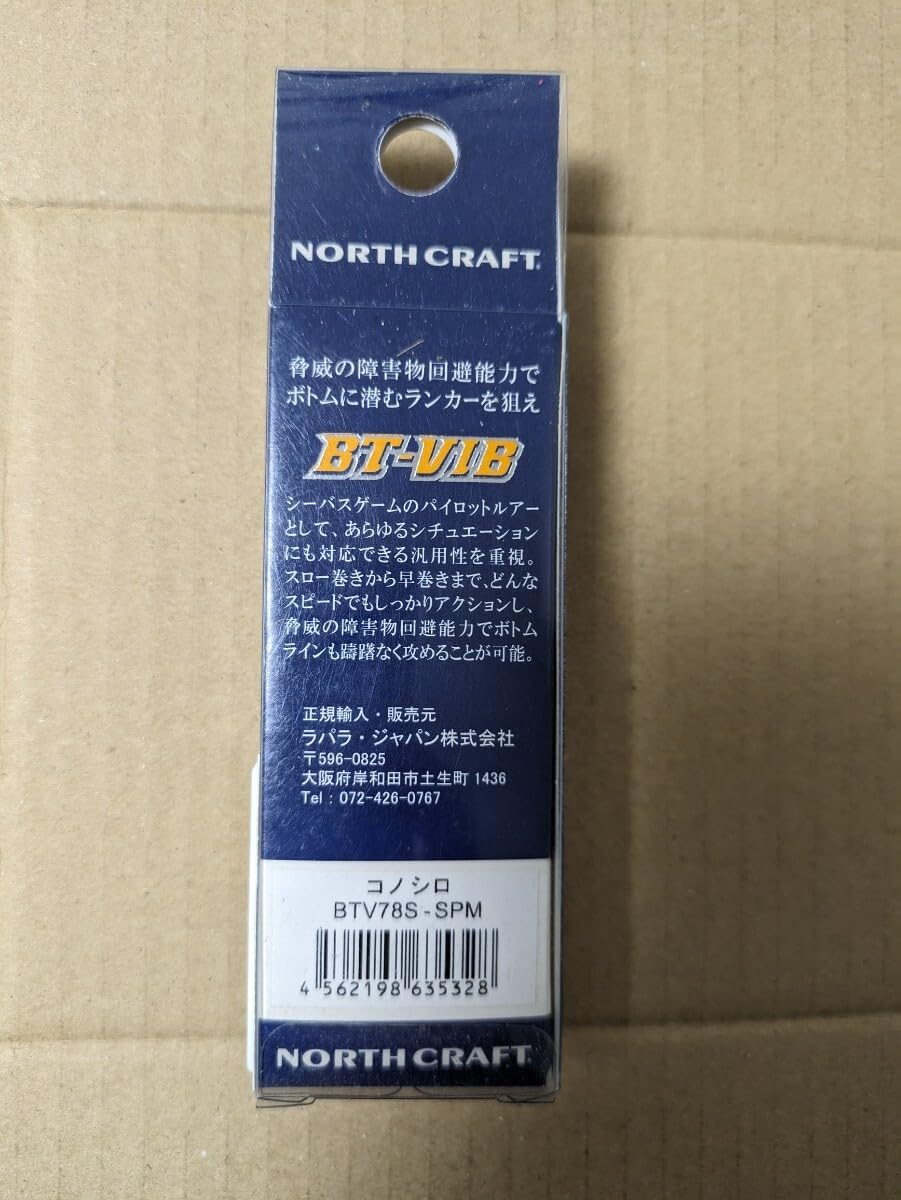 NORTH CRAFT
脅威の障害物回避能力で
ボトムに潜むランカーを狙え
BT-VIB
シーバスゲームのパイロットルアー
として、あらゆるシチュエーション
にも対応できる汎用性を重視。
スロー巻きから早巻きまで、どんな
スピードでもしっかりアクションし、
脅威の障害物回避能力でボトム
ラインも躊躇なく攻めることが可能。
正規輸入・販売元
ラパラ・ジャパン株式会社
〒596-0825
大阪府岸和田市土生町1436
Tel : 072-426-0767
コノシロ
BTV78S-SPM
4 562198 635328
NORTH CRAFT